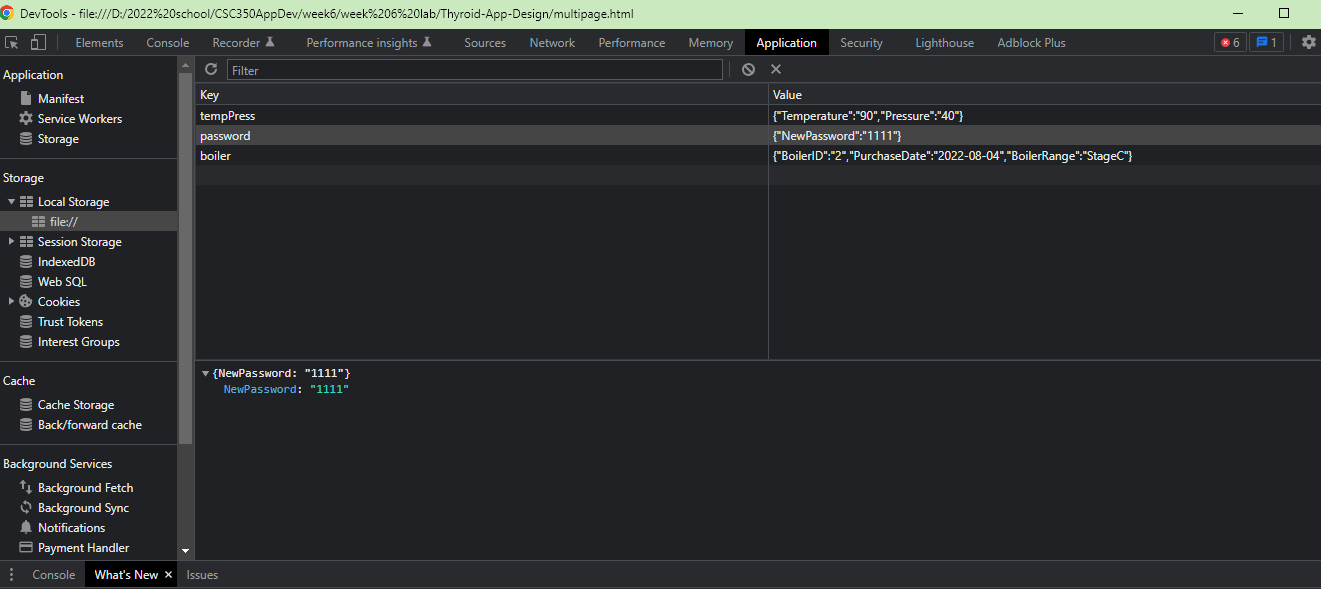 DevTools - file:///D:/2022%20school/CSC350AppDev/week6/week%206%20lab/Thyroid-App-Design/multipage.html
Elements Console Recorder Performance insights Sources Network Performance Memory Application Security Lighthouse Adblock Plus 6 1
Application
Manifest
Service Workers
Storage
Storage
Local Storage
file://
Session Storage
IndexedDB
Web SQL
Cookies
Trust Tokens
Interest Groups
Cache
Cache Storage
Back/forward cache
Background Services
Background Fetch
Background Sync
Notifications
Payment Handler
Filter
Key Value
tempPress {"Temperature":"90","Pressure":"40"}
password {"NewPassword":"1111"}
boiler {"BoilerID":"2","PurchaseDate":"2022-08-04","BoilerRange":"StageC"}
{NewPassword: "1111"}
NewPassword: "1111"
Console What's New Issues